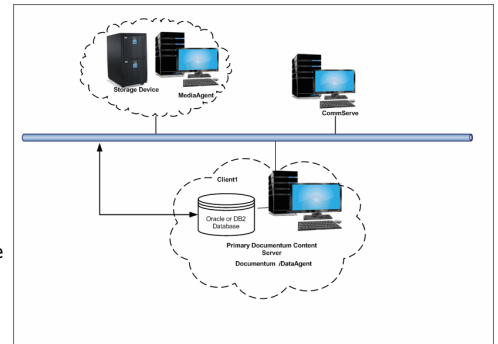 Storage Device
MediaAgent
CommServe
Client1
Oracle or DB2
Database
Primary Documentum Content
Server
Documentum iDataAgent
e